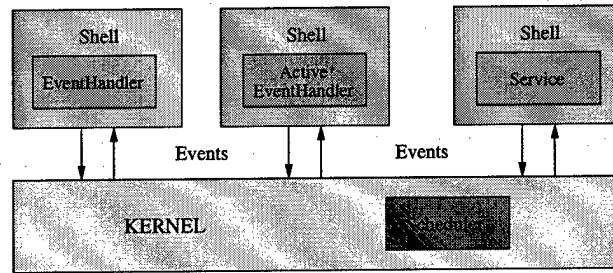 Shell
Shell
Shell
EventHandler
Active
EventHandler
Service
Events
Events
KERNEL
Scheduler